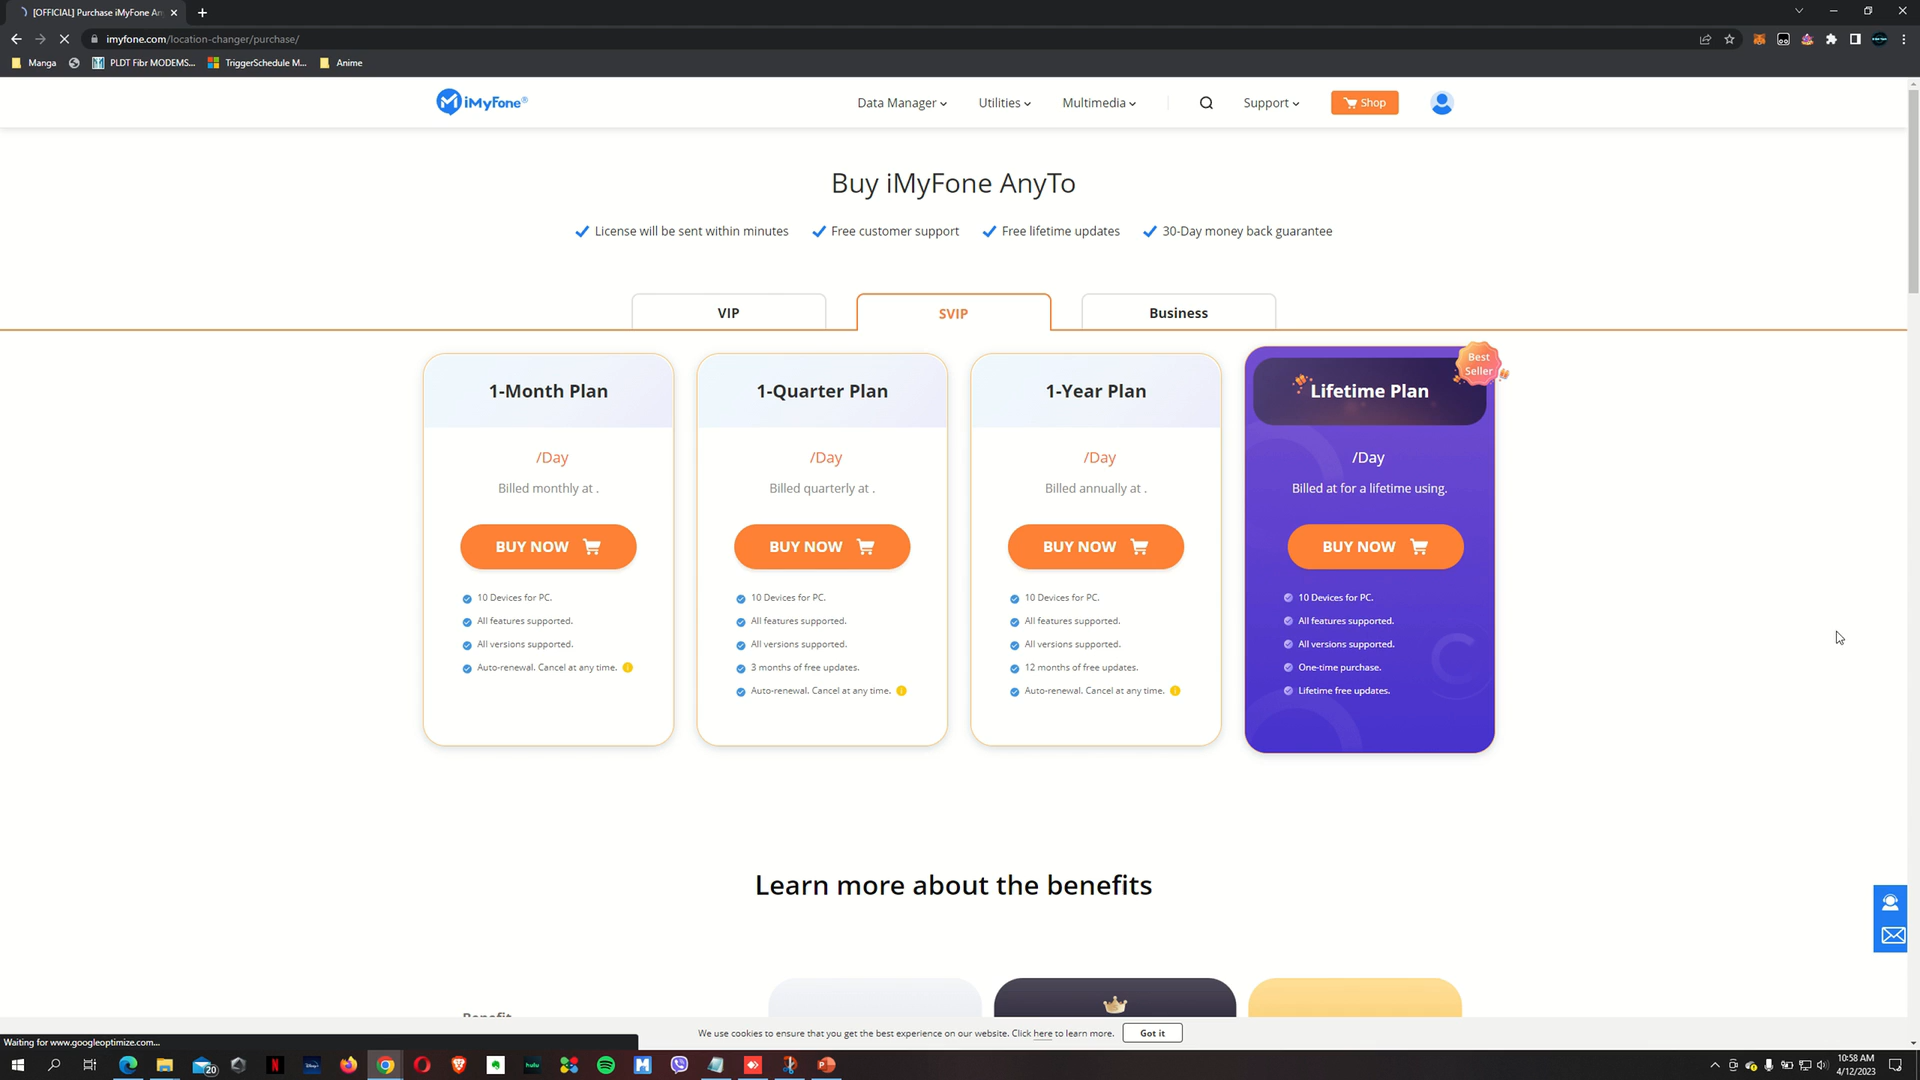 [OFFICIAL] Purchase iMyFone An
imyfone.com/location-changer/purchase/
Manga
PLDT Fibr MODEMS...
TriggerSchedule M...
Anime
iMyFone®
Data Manager
Utilities
Multimedia
Support
Shop
Buy iMyFone AnyTo
License will be sent within minutes
Free customer support
Free lifetime updates
30-Day money back guarantee
VIP
SVIP
Business
1-Month Plan
/Day
Billed monthly at .
BUY NOW
10 Devices for PC.
All features supported.
All versions supported.
Auto-renewal. Cancel at any time.
1-Quarter Plan
/Day
Billed quarterly at .
BUY NOW
10 Devices for PC.
All features supported.
All versions supported.
3 months of free updates.
Auto-renewal. Cancel at any time.
1-Year Plan
/Day
Billed annually at .
BUY NOW
10 Devices for PC.
All features supported.
All versions supported.
12 months of free updates.
Auto-renewal. Cancel at any time.
Best
Seller
Lifetime Plan
/Day
Billed at for a lifetime using.
BUY NOW
10 Devices for PC.
All features supported.
All versions supported.
One-time purchase.
Lifetime free updates.
Learn more about the benefits
Benefit
We use cookies to ensure that you get the best experience on our website. Click here to learn more.
Got it
Waiting for www.googleoptimize.com...
20
hulu
10:58 AM
4/12/2023